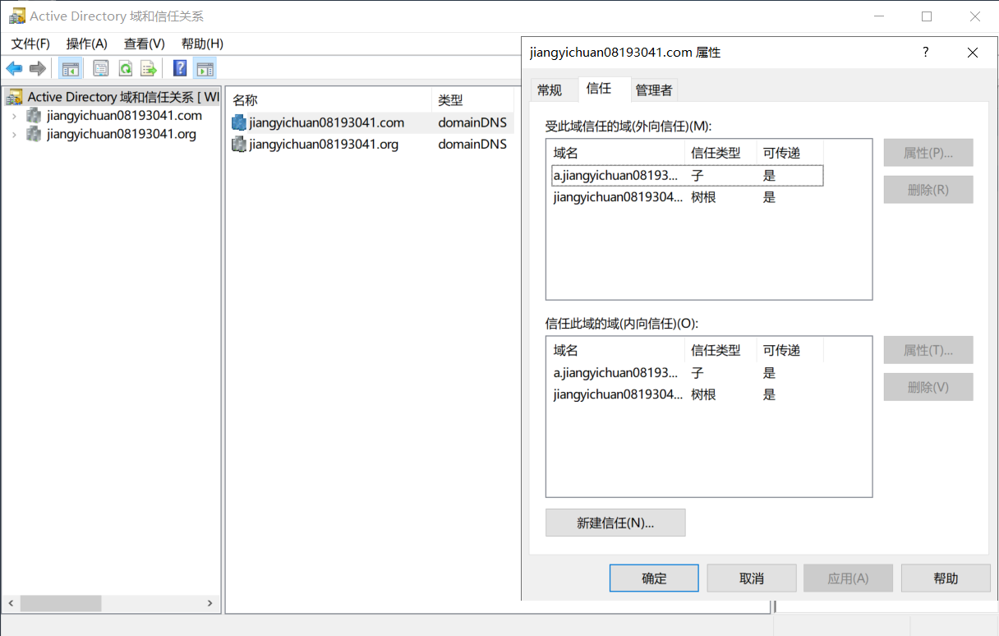 Active Directory 域和信任关系
文件(F) 操作(A) 查看(V) 帮助(H)
Active Directory 域和信任关系 [ WI
jiangyichuan08193041.com
jiangyichuan08193041.org
名称 类型
jiangyichuan08193041.com domainDNS
jiangyichuan08193041.org domainDNS
jiangyichuan08193041.com 属性
?
常规 信任 管理者
受此域信任的域(外向信任)(M):
域名 信任类型 可传递
a.jiangyichuan08193... 子 是
jiangyichuan0819304... 树根 是
属性(P)...
删除(R)
信任此域的域(内向信任)(O):
域名 信任类型 可传递
a.jiangyichuan08193... 子 是
jiangyichuan0819304... 树根 是
属性(T)...
删除(V)
新建信任(N)...
确定 取消 应用(A) 帮助